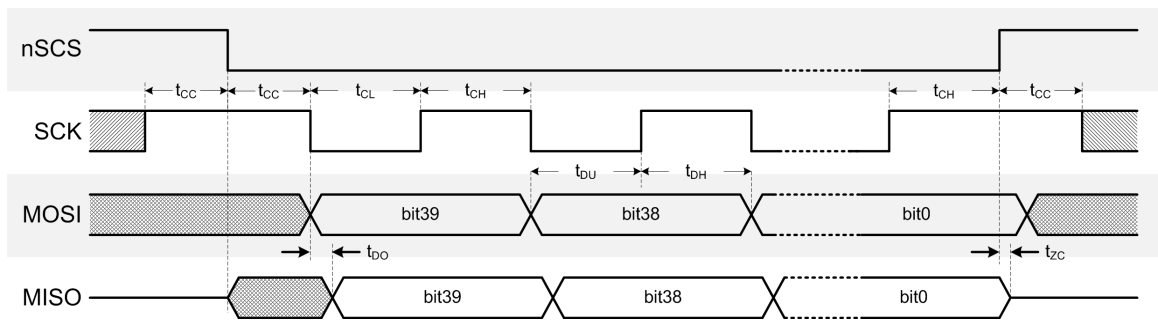 nSCS
tCC tCC tCL tCH tCH tCC
SCK
tDU tDH
MOSI bit39 bit38 bit0
tDO tZC
MISO bit39 bit38 bit0